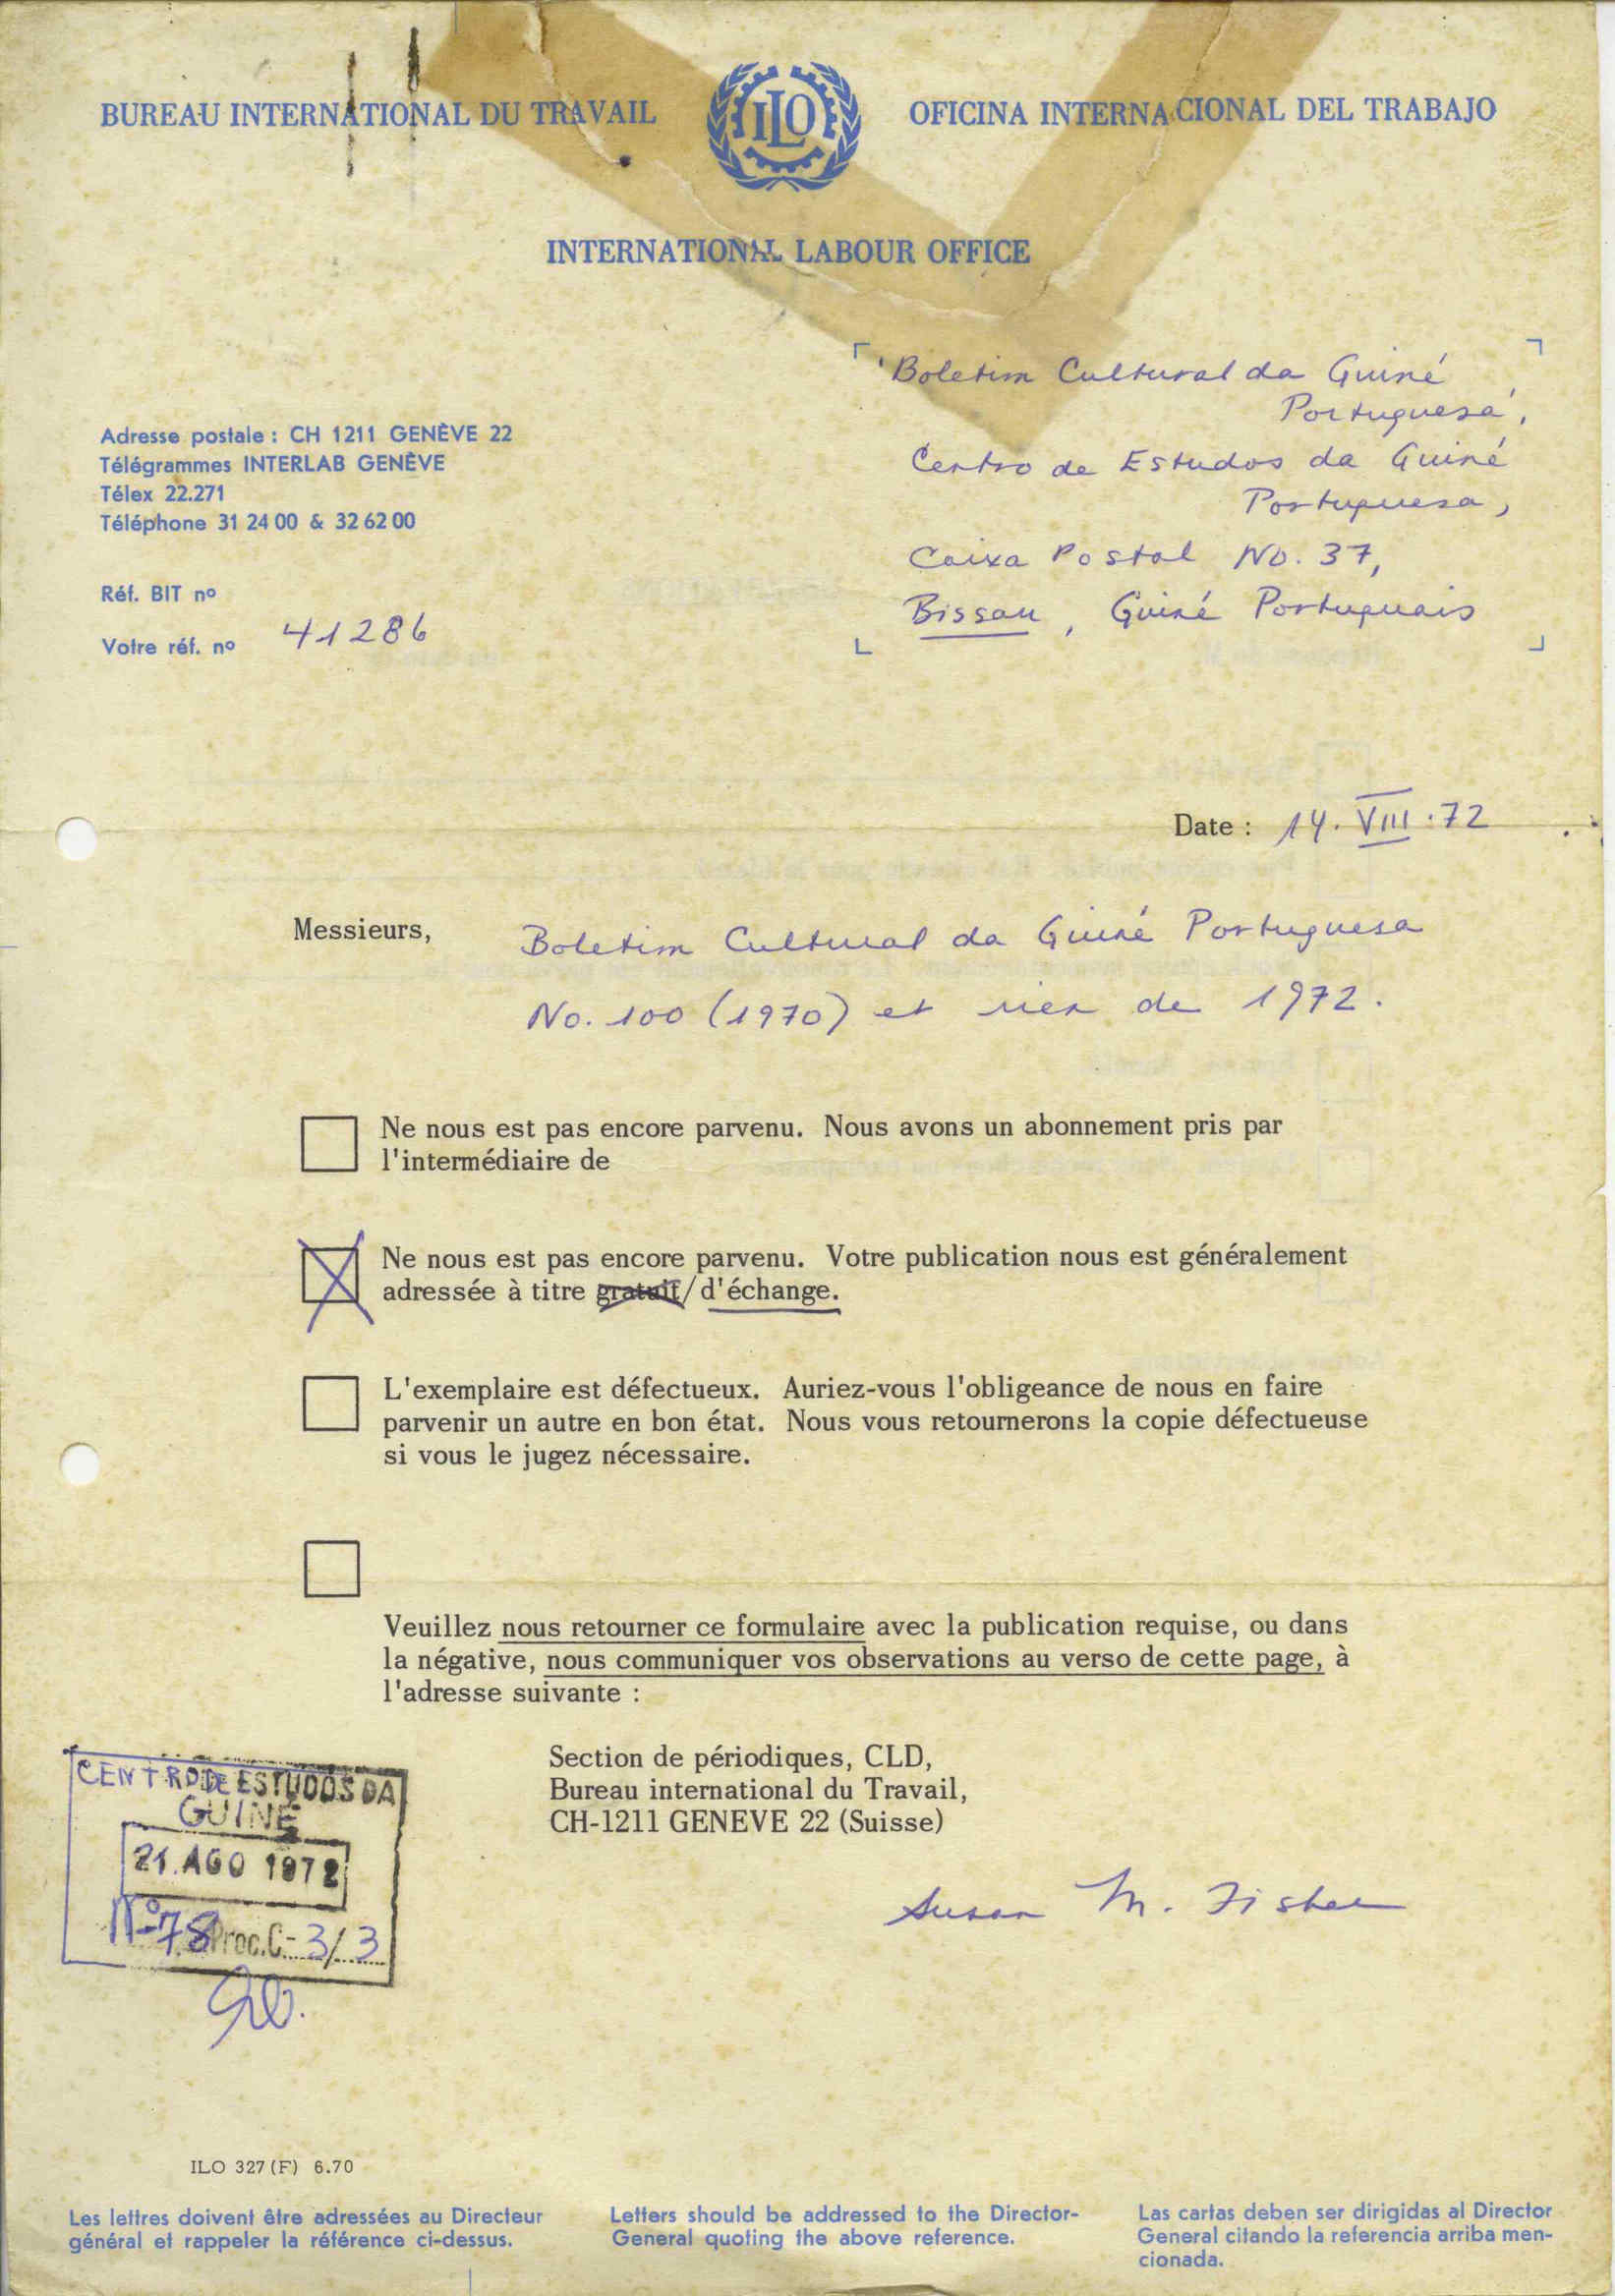 BUREAU INTERNATIONAL DU TRAVAIL
ILO
OFICINA INTERNACIONAL DEL TRABAJO
INTERNATIONAL LABOUR OFFICE
'Boletim Cultural da Guiné
Portuguesa',
Centro de Estudos da Guiné
Portuguesa,
Caixa Postal No. 37,
Bissau, Guiné Portuguais
Adresse postale : CH 1211 GENÈVE 22
Télégrammes INTERLAB GENÈVE
Télex 22.271
Téléphone 31 24 00 & 32 62 00
Réf. BIT nº
Votre réf. nº 41286
Date : 14. VIII. 72
Messieurs,
Boletim Cultural da Guiné Portuguesa
No. 100 (1970) et rien de 1972.
Ne nous est pas encore parvenu. Nous avons un abonnement pris par
l'intermédiaire de
Ne nous est pas encore parvenu. Votre publication nous est généralement
adressée à titre gratuit/d'échange.
L'exemplaire est défectueux. Auriez-vous l'obligeance de nous en faire
parvenir un autre en bon état. Nous vous retournerons la copie défectueuse
si vous le jugez nécessaire.
Veuillez nous retourner ce formulaire avec la publication requise, ou dans
la négative, nous communiquer vos observations au verso de cette page, à
l'adresse suivante :
Section de périodiques, CLD,
Bureau international du Travail,
CH-1211 GENEVE 22 (Suisse)
Susan M. Fisher
CENTRO DE ESTUDOS DA
GUINÉ
21. AGO 1972
Nº 78 Proc. C- 3/3
ILO 327 (F) 6.70
Les lettres doivent être adressées au Directeur
général et rappeler la référence ci-dessus.
Letters should be addressed to the Director-
General quoting the above reference.
Las cartas deben ser dirigidas al Director
General citando la referencia arriba men-
cionada.